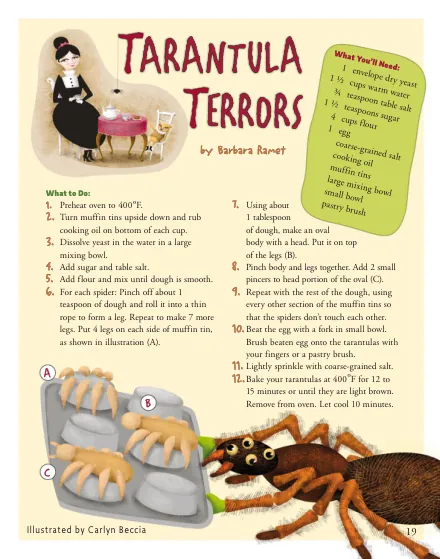 TARANTULA
TERRORS
by Barbara Ramet
What You'll Need:
1 envelope dry yeast
1 ½ cups warm water
¾ teaspoon table salt
1 ½ teaspoons sugar
4 cups flour
1 egg
coarse-grained salt
cooking oil
muffin tins
large mixing bowl
small bowl
pastry brush
What to Do:
1. Preheat oven to 400°F.
2. Turn muffin tins upside down and rub
cooking oil on bottom of each cup.
3. Dissolve yeast in the water in a large
mixing bowl.
4. Add sugar and table salt.
5. Add flour and mix until dough is smooth.
6. For each spider: Pinch off about 1
teaspoon of dough and roll it into a thin
rope to form a leg. Repeat to make 7 more
legs. Put 4 legs on each side of muffin tin,
as shown in illustration (A).
7. Using about
1 tablespoon
of dough, make an oval
body with a head. Put it on top
of the legs (B).
8. Pinch body and legs together. Add 2 small
pincers to head portion of the oval (C).
9. Repeat with the rest of the dough, using
every other section of the muffin tins so
that the spiders don't touch each other.
10. Beat the egg with a fork in small bowl.
Brush beaten egg onto the tarantulas with
your fingers or a pastry brush.
11. Lightly sprinkle with coarse-grained salt.
12. Bake your tarantulas at 400°F for 12 to
15 minutes or until they are light brown.
Remove from oven. Let cool 10 minutes.
A
B
C
Illustrated by Carlyn Beccia
19